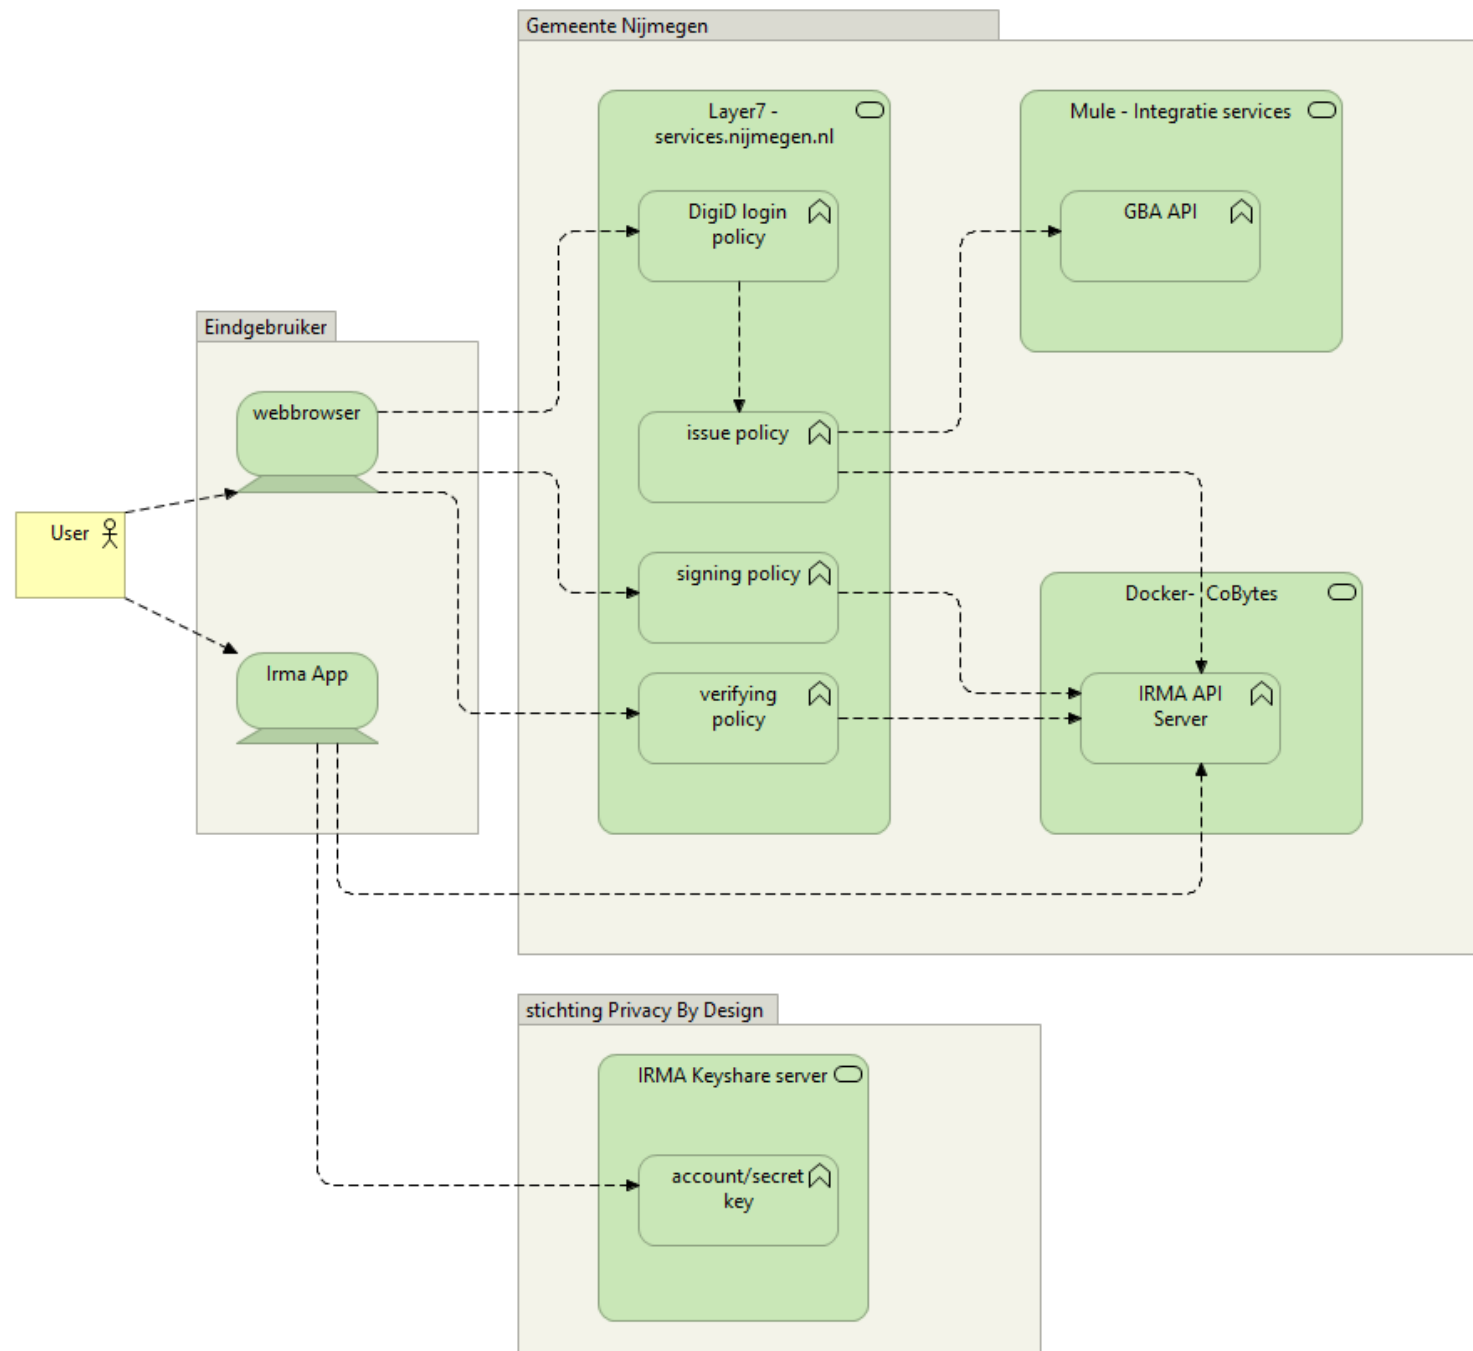 Gemeente Nijmegen
Layer7 -
services.nijmegen.nl
Mule - Integratie services
DigiD login
policy
GBA API
Eindgebruiker
webbrowser
issue policy
User
signing policy
Docker- CoBytes
Irma App
verifying
policy
IRMA API
Server
stichting Privacy By Design
IRMA Keyshare server
account/secret
key